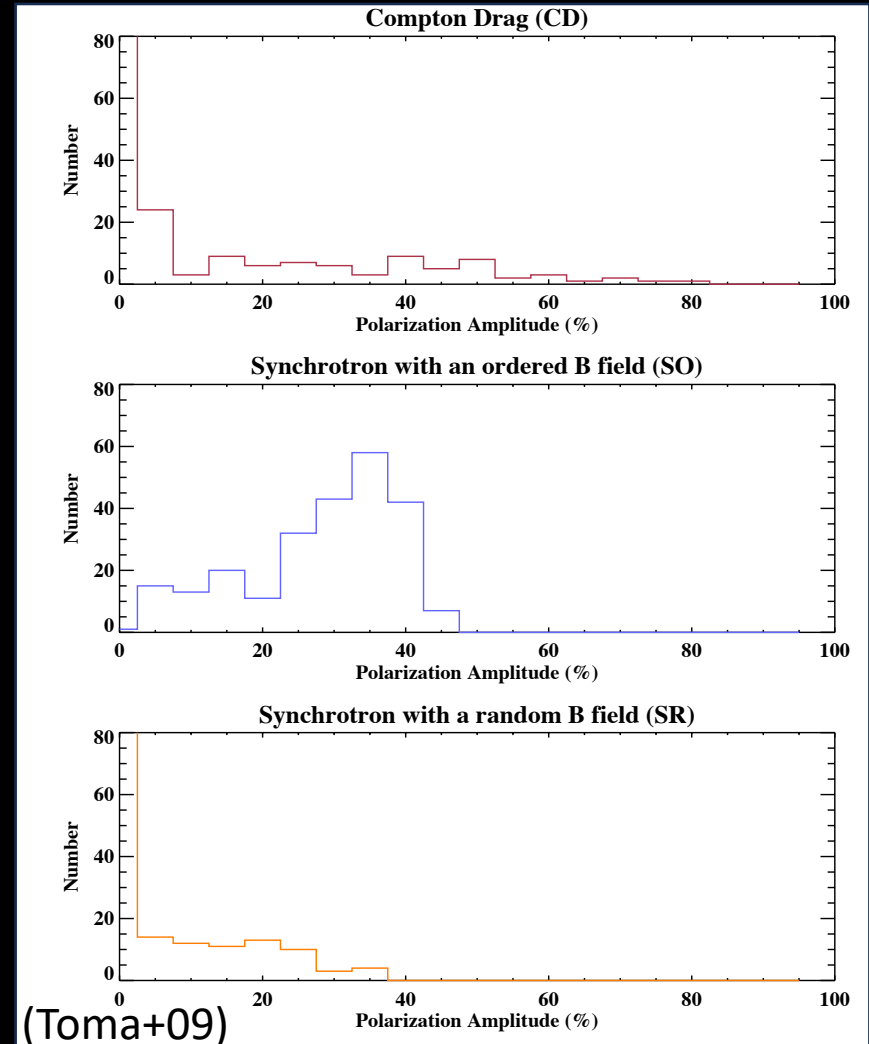 Compton Drag (CD)
80
60
40
20
0
Number
0 20 40 60 80 100
Polarization Amplitude (%)
Synchrotron with an ordered B field (SO)
80
60
40
20
0
Number
0 20 40 60 80 100
Polarization Amplitude (%)
Synchrotron with a random B field (SR)
80
60
40
20
0
Number
0 20 40 60 80 100
Polarization Amplitude (%)
(Toma+09)